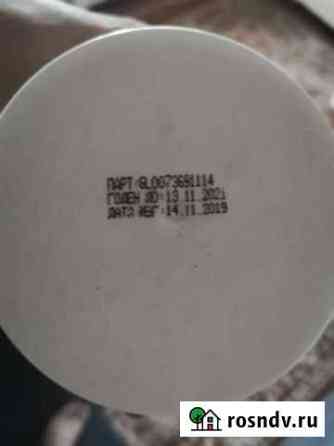 ПАРТ:GL0073691114
ГОДЕН ДО:13.11.2021
ДАТА ИЗГ:14.11.2019
rosndv.ru